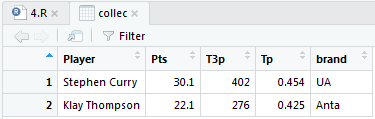 4.R collec
Filter
Player Pts T3p Tp brand
1 Stephen Curry 30.1 402 0.454 UA
2 Klay Thompson 22.1 276 0.425 Anta